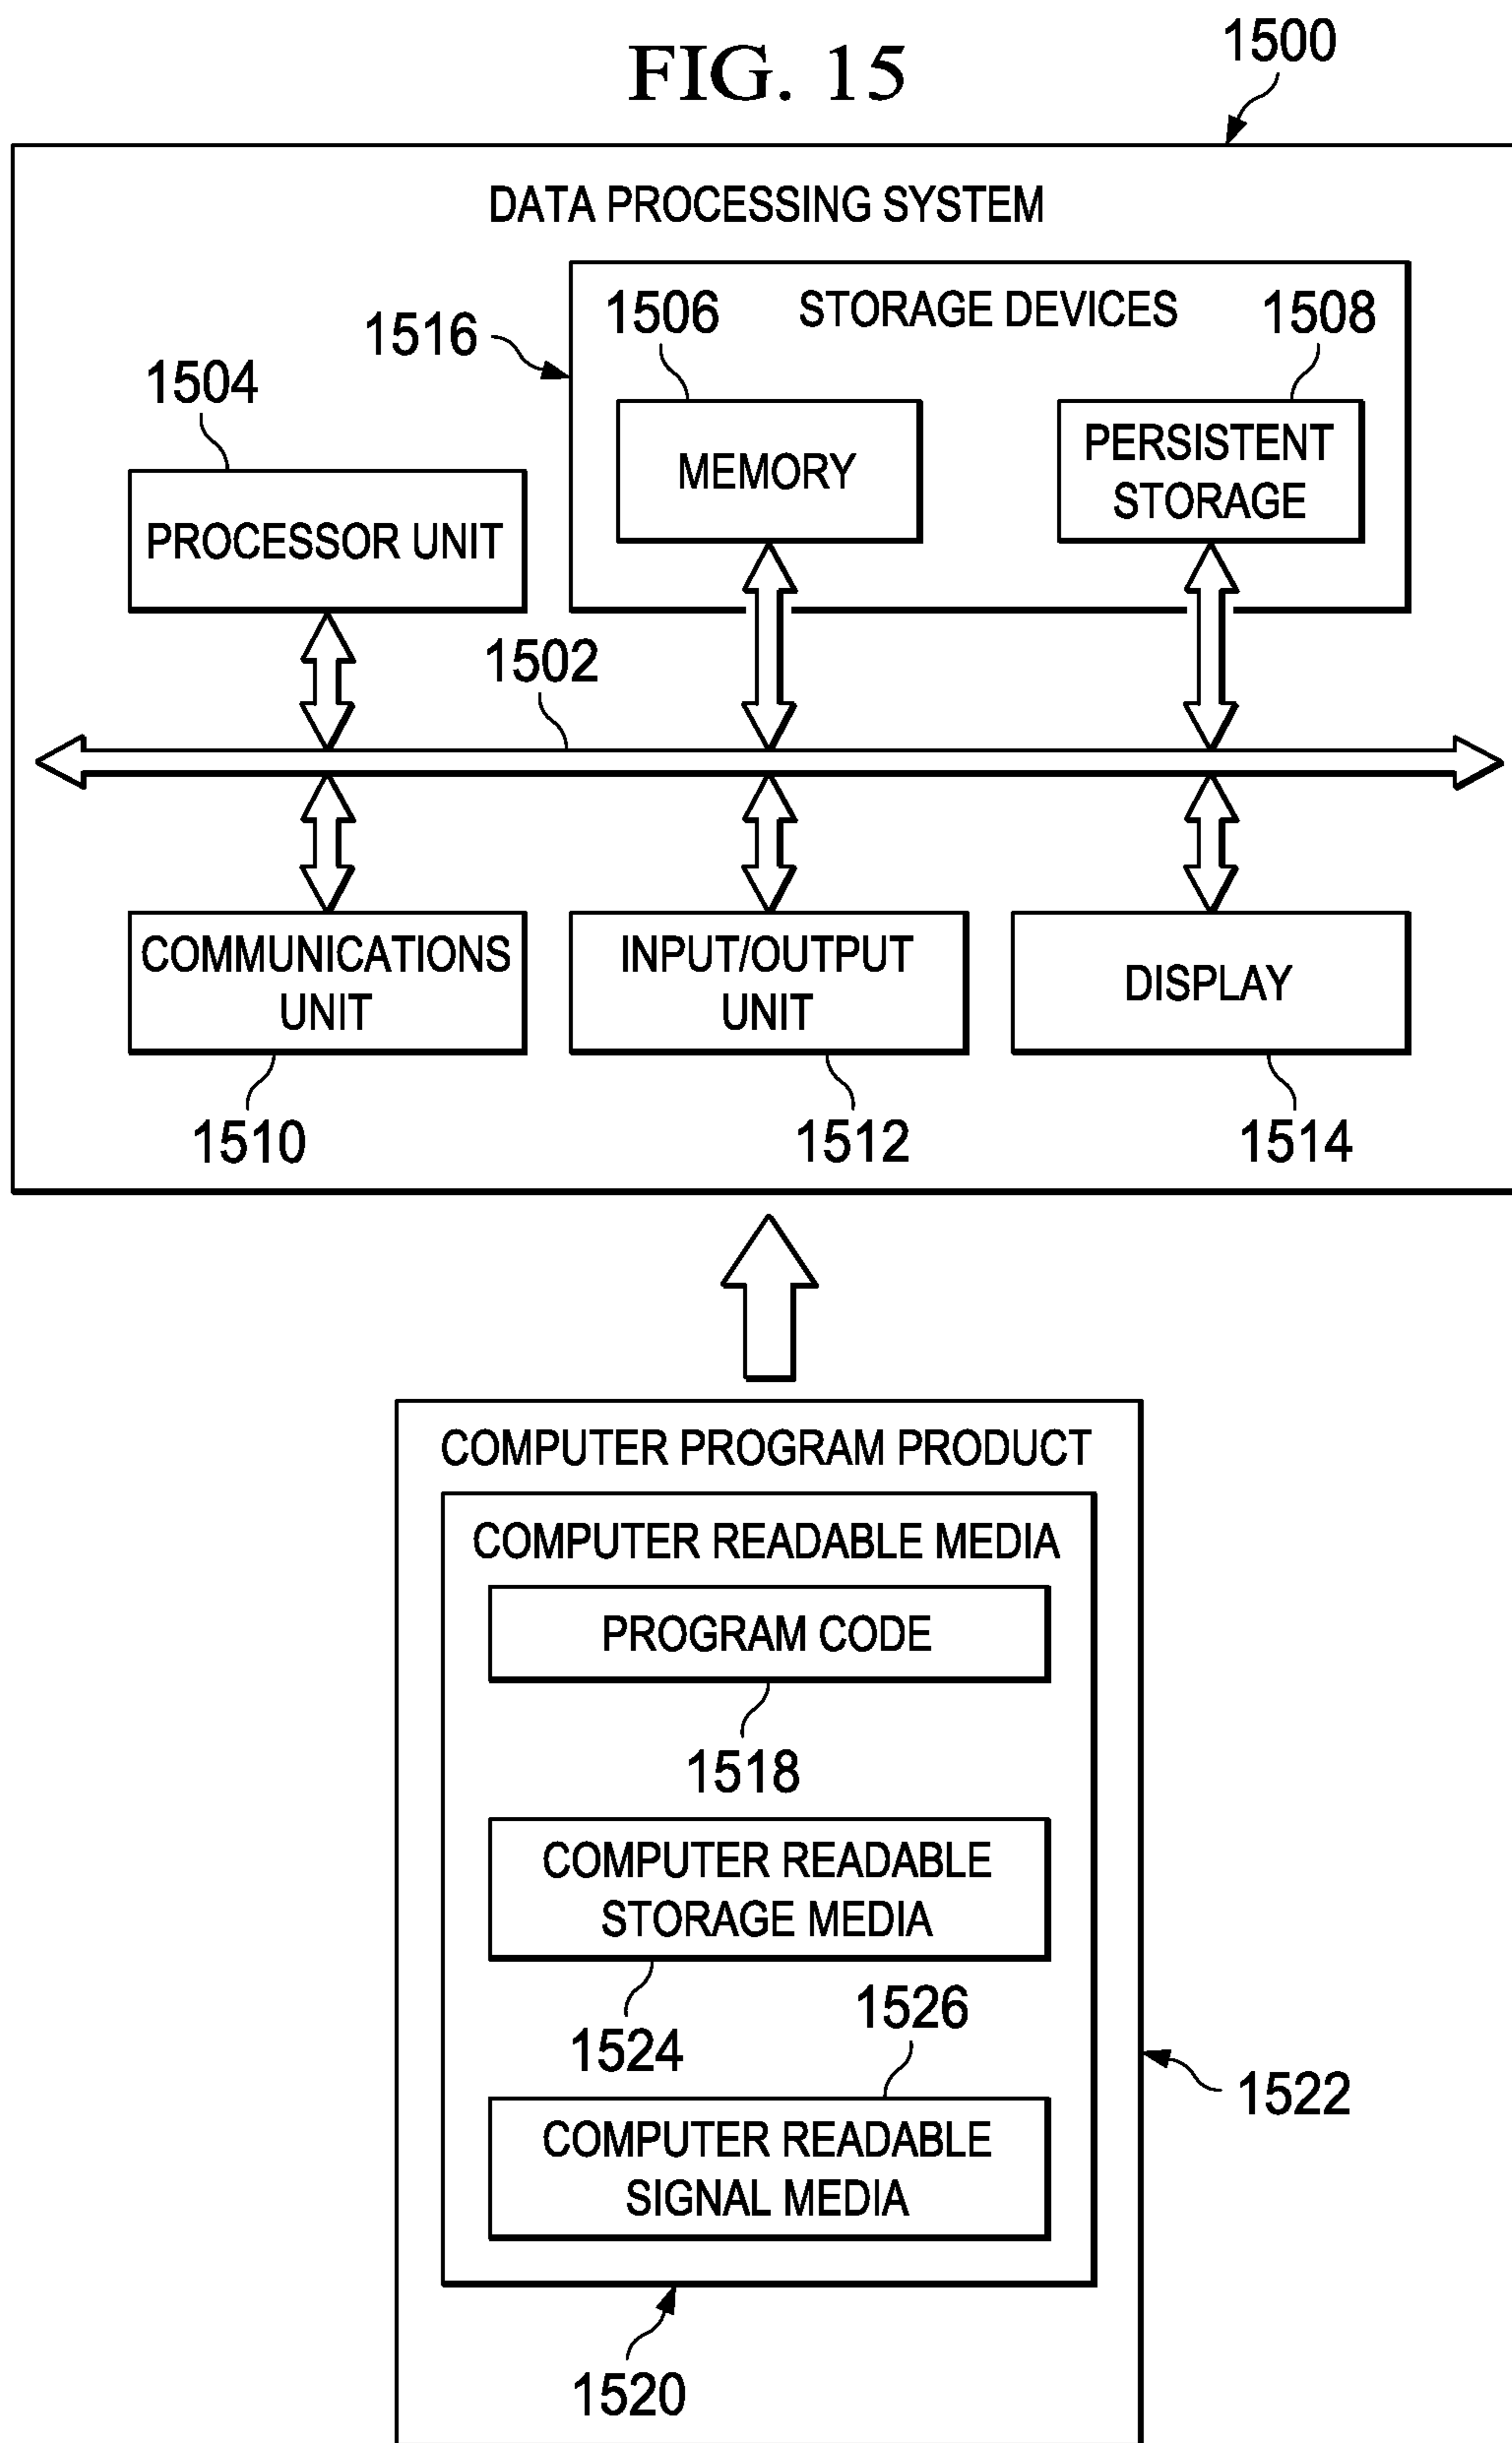 FIG. 15
1500
DATA PROCESSING SYSTEM
1516
1506
STORAGE DEVICES
1508
1504
MEMORY
PERSISTENT
STORAGE
PROCESSOR UNIT
1502
COMMUNICATIONS
UNIT
INPUT/OUTPUT
UNIT
DISPLAY
1510
1512
1514
COMPUTER PROGRAM PRODUCT
COMPUTER READABLE MEDIA
PROGRAM CODE
1518
COMPUTER READABLE
STORAGE MEDIA
1524
1526
COMPUTER READABLE
SIGNAL MEDIA
1522
1520